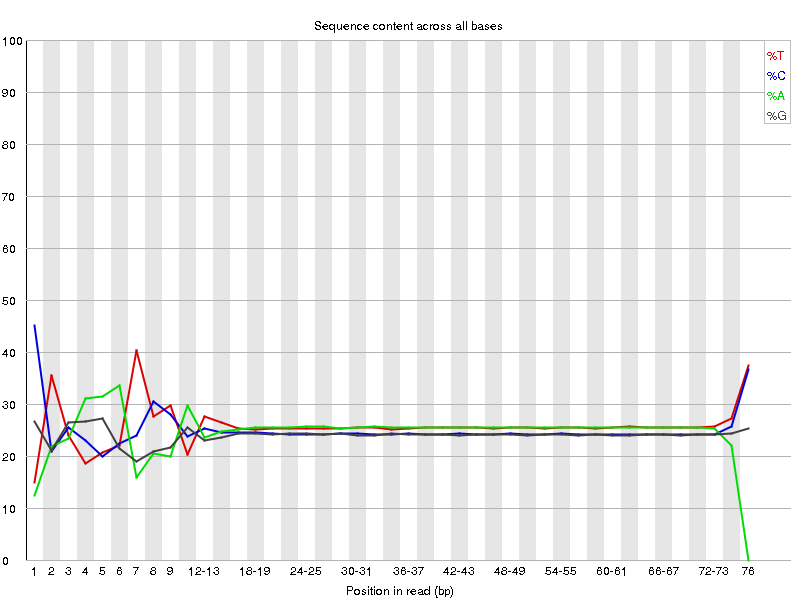 Sequence content across all bases
100
90
80
70
60
50
40
30
20
10
0
%T
%C
%A
%G
1 2 3 4 5 6 7 8 9 12-13 18-19 24-25 30-31 36-37 42-43 48-49 54-55 60-61 66-67 72-73 76
Position in read (bp)